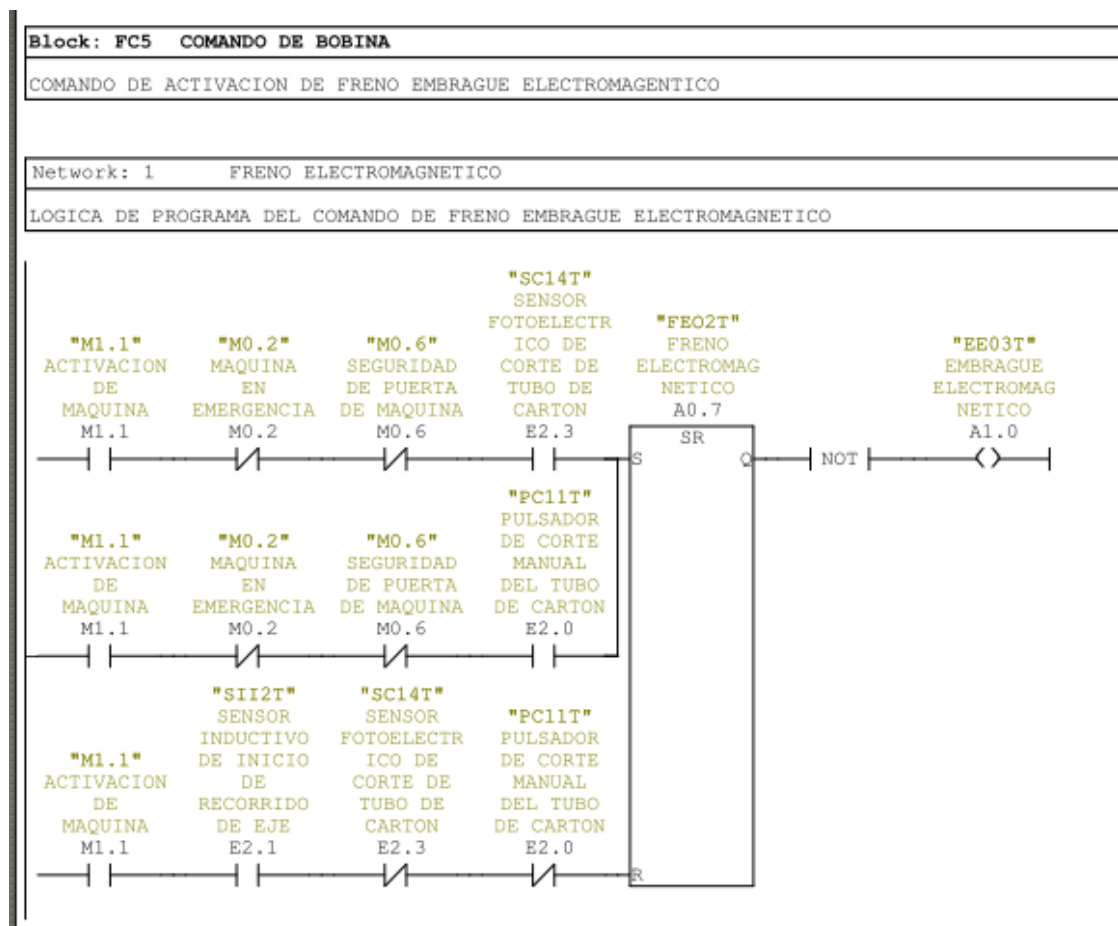 Block: FC5 COMANDO DE BOBINA
COMANDO DE ACTIVACION DE FRENO EMBRAGUE ELECTROMAGENTICO
Network: 1 FRENO ELECTROMAGNETICO
LOGICA DE PROGRAMA DEL COMANDO DE FRENO EMBRAGUE ELECTROMAGNETICO
"M1.1"
ACTIVACION
DE
MAQUINA
M1.1
"M0.2"
MAQUINA
EN
EMERGENCIA
M0.2
"M0.6"
SEGURIDAD
DE PUERTA
DE MAQUINA
M0.6
"SC14T"
SENSOR
FOTOELECTR
ICO DE
CORTE DE
TUBO DE
CARTON
E2.3
"FEO2T"
FRENO
ELECTROMAG
NETICO
A0.7
SR
S
Q
NOT
"EE03T"
EMBRAGUE
ELECTROMAG
NETICO
A1.0
"M1.1"
ACTIVACION
DE
MAQUINA
M1.1
"M0.2"
MAQUINA
EN
EMERGENCIA
M0.2
"M0.6"
SEGURIDAD
DE PUERTA
DE MAQUINA
M0.6
"PC11T"
PULSADOR
DE CORTE
MANUAL
DEL TUBO
DE CARTON
E2.0
"M1.1"
ACTIVACION
DE
MAQUINA
M1.1
"SII2T"
SENSOR
INDUCTIVO
DE INICIO
DE
RECORRIDO
DE EJE
E2.1
"SC14T"
SENSOR
FOTOELECTR
ICO DE
CORTE DE
TUBO DE
CARTON
E2.3
"PC11T"
PULSADOR
DE CORTE
MANUAL
DEL TUBO
DE CARTON
E2.0
R